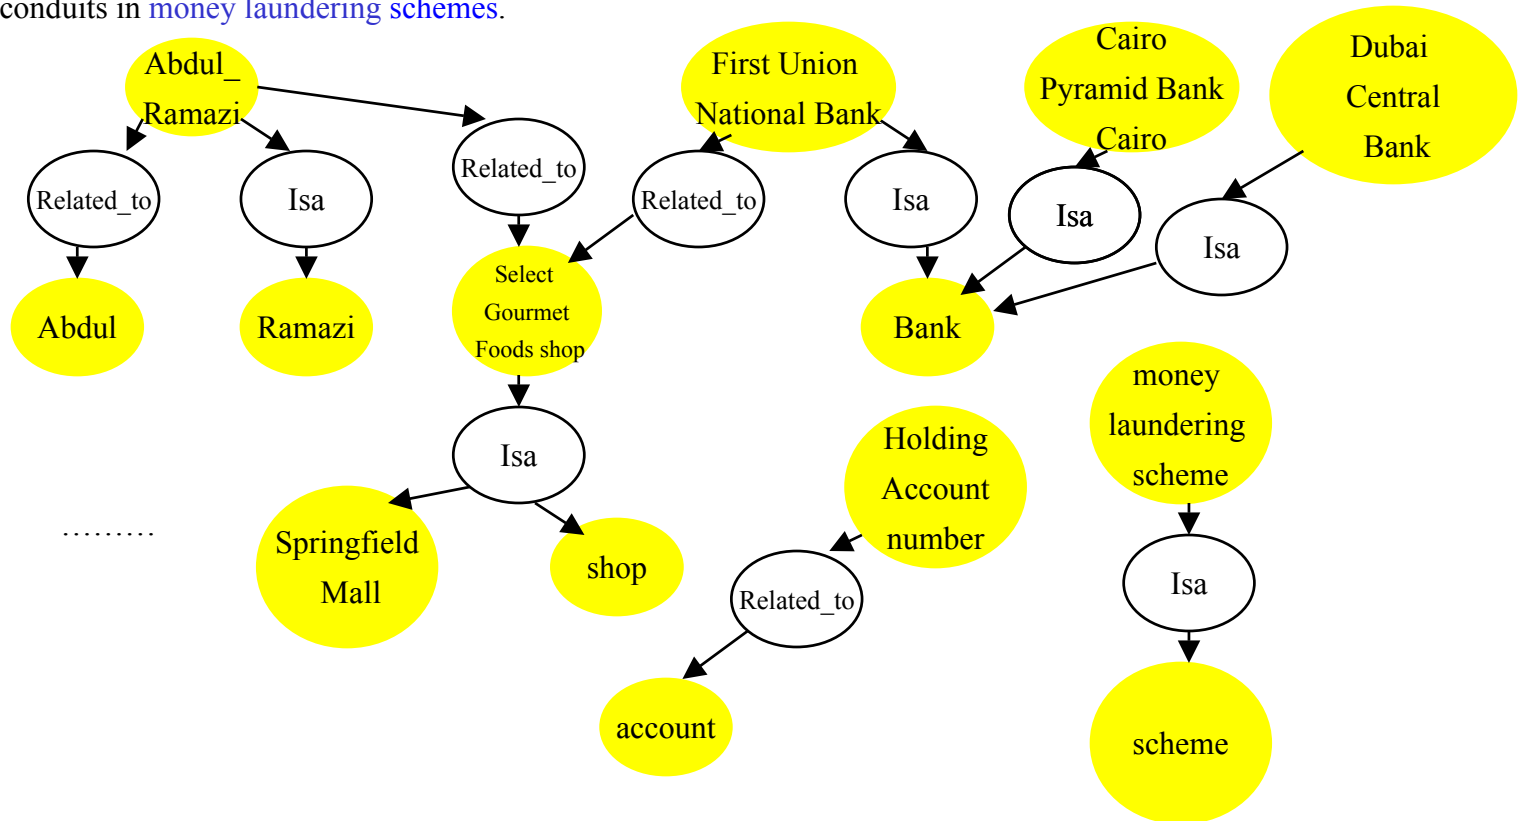 conduits in money laundering schemes.
Abdul_
Ramazi
First Union
National Bank
Cairo
Pyramid Bank
Cairo
Dubai
Central
Bank
Related_to
Isa
Related_to
Related_to
Isa
Isa
Isa
Abdul
Ramazi
Select
Gourmet
Foods shop
Bank
money
laundering
scheme
Isa
Holding
Account
number
.........
Springfield
Mall
shop
Related_to
Isa
account
scheme